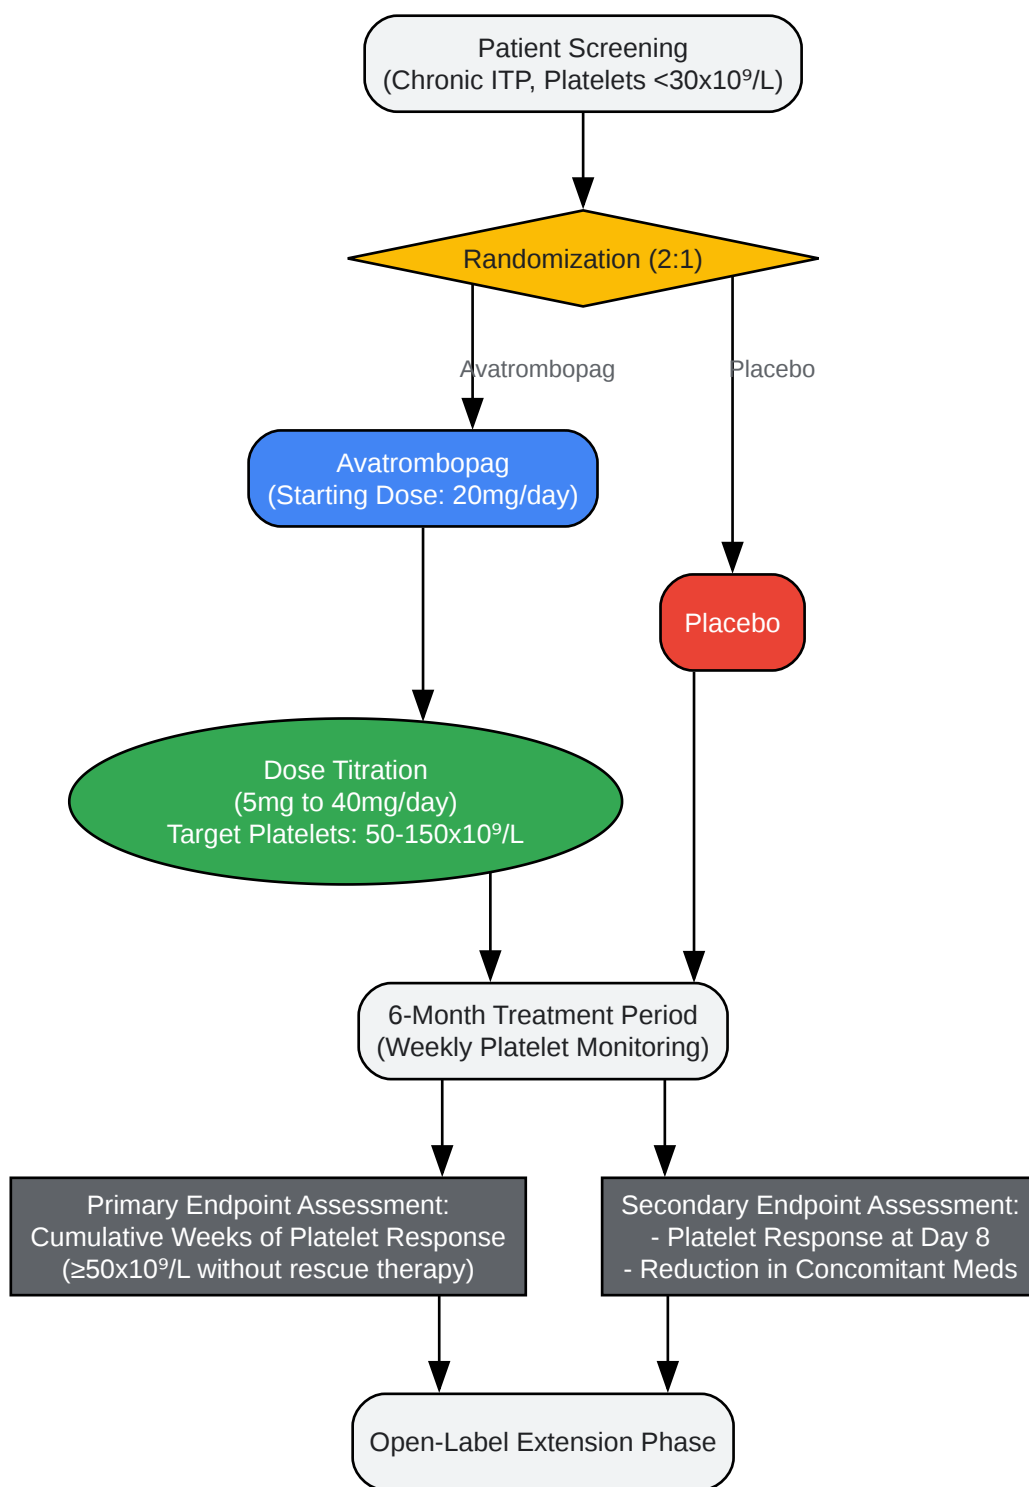 Patient Screening
(Chronic ITP, Platelets <30x10⁹/L)
Randomization (2:1)
Avatrombopag
Placebo
Avatrombopag
(Starting Dose: 20mg/day)
Placebo
Dose Titration
(5mg to 40mg/day)
Target Platelets: 50-150x10⁹/L
6-Month Treatment Period
(Weekly Platelet Monitoring)
Primary Endpoint Assessment:
Cumulative Weeks of Platelet Response
(≥50x10⁹/L without rescue therapy)
Secondary Endpoint Assessment:
- Platelet Response at Day 8
- Reduction in Concomitant Meds
Open-Label Extension Phase